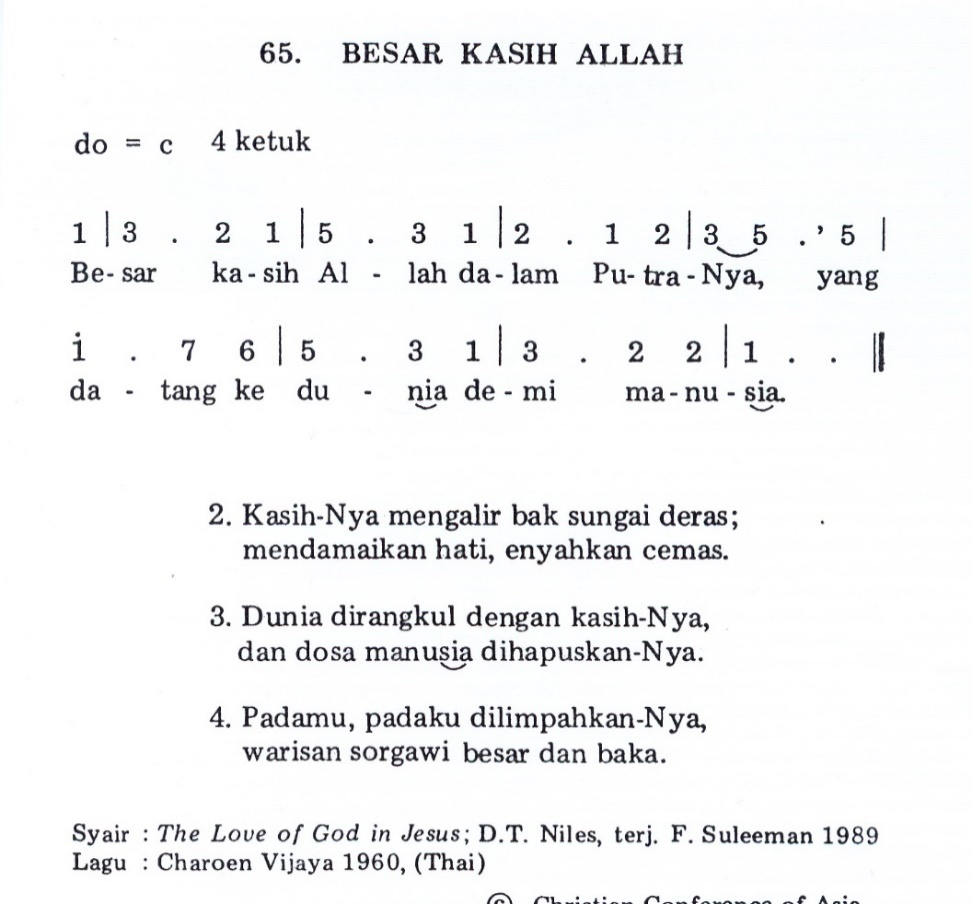 65. BESAR KASIH ALLAH
do = c 4 ketuk
1 | 3 . 2 1 | 5 . 3 1 | 2 . 1 2 | 3 5 . ’ 5 |
Be- sar ka - sih Al - lah da - lam Pu- tra - Nya, yang
i . 7 6 | 5 . 3 1 | 3 . 2 2 | 1 . . ||
da - tang ke du - nia de - mi ma - nu - sia.
2. Kasih-Nya mengalir bak sungai deras;
mendamaikan hati, enyahkan cemas.
3. Dunia dirangkul dengan kasih-Nya,
dan dosa manusia dihapuskan-Nya.
4. Padamu, padaku dilimpahkan-Nya,
warisan sorgawi besar dan baka.
Syair : The Love of God in Jesus; D.T. Niles, terj. F. Suleeman 1989
Lagu : Charoen Vijaya 1960, (Thai)
© Christian Conference of Asia